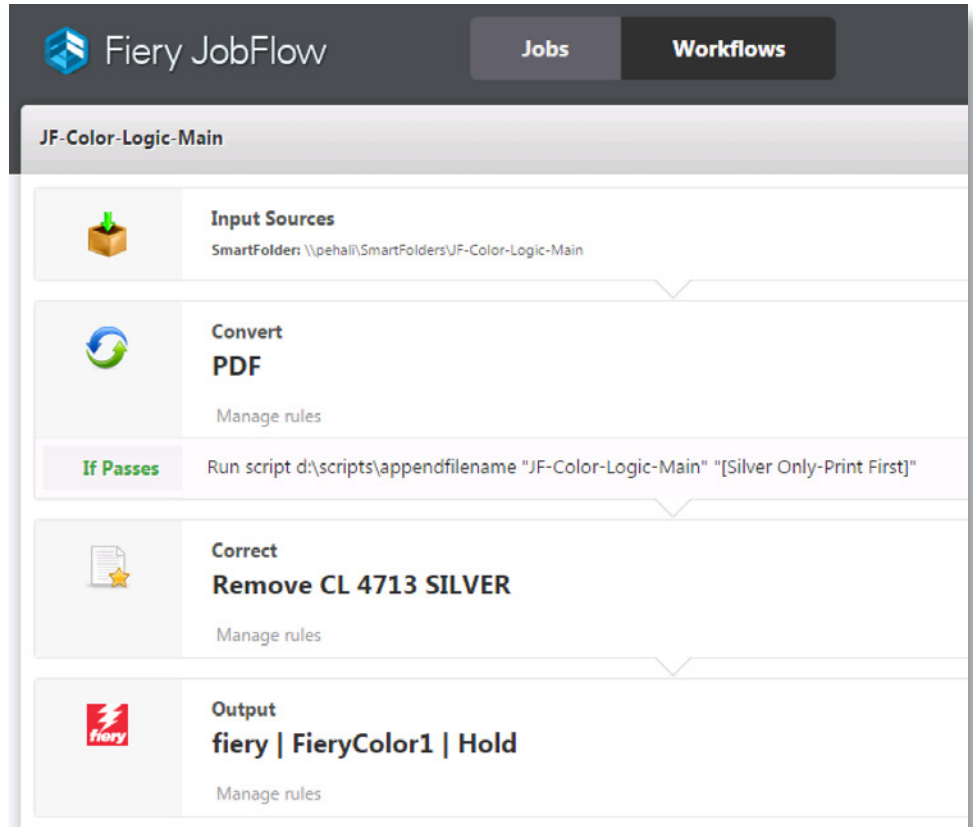 Fiery JobFlow
Jobs
Workflows
JF-Color-Logic-Main
Input Sources
SmartFolder: \\pehali\SmartFolders\JF-Color-Logic-Main
Convert
PDF
Manage rules
If Passes
Run script d:\scripts\appendfilename "JF-Color-Logic-Main" "[Silver Only-Print First]"
Correct
Remove CL 4713 SILVER
Manage rules
fiery
Output
fiery | FieryColor1 | Hold
Manage rules